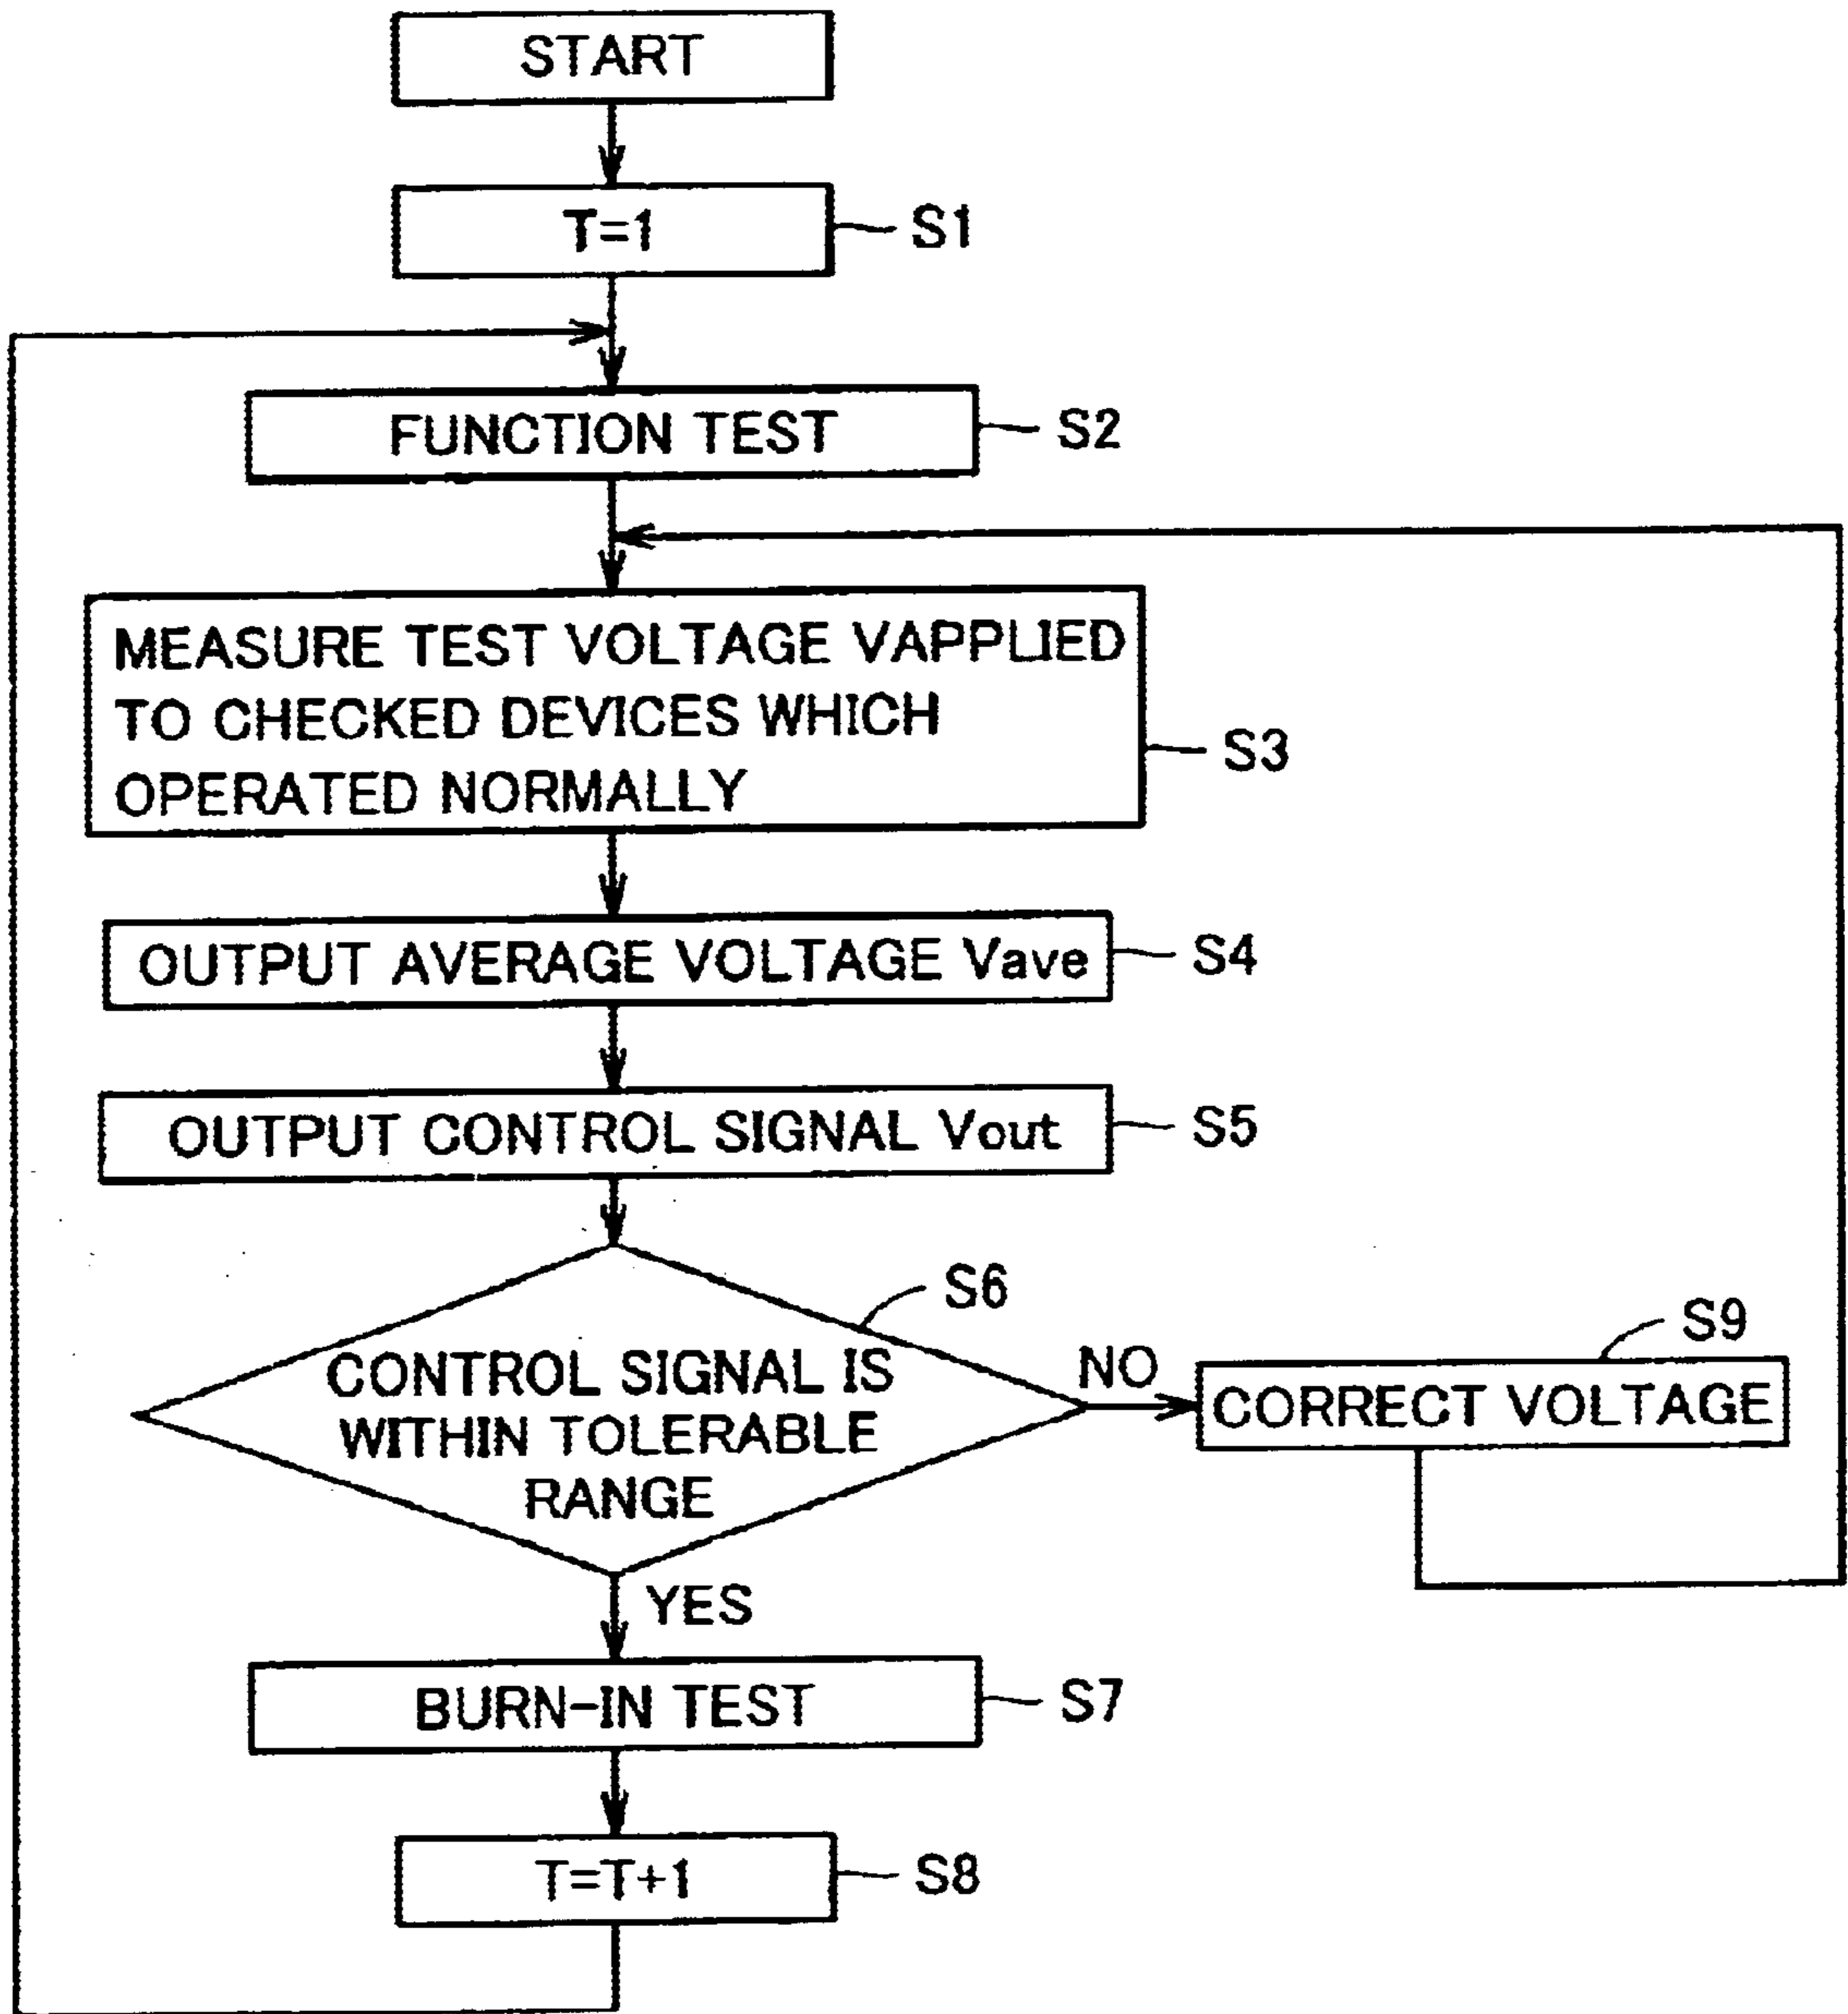 START
T=1
S1
FUNCTION TEST
S2
MEASURE TEST VOLTAGE VAPPLIED
TO CHECKED DEVICES WHICH
OPERATED NORMALLY
S3
OUTPUT AVERAGE VOLTAGE Vave
S4
OUTPUT CONTROL SIGNAL Vout
S5
S6
CONTROL SIGNAL IS
WITHIN TOLERABLE
RANGE
NO
S9
CORRECT VOLTAGE
YES
BURN-IN TEST
S7
T=T+1
S8